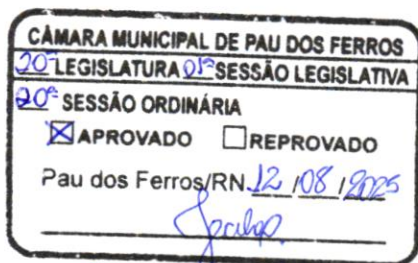 CÂMARA MUNICIPAL DE PAU DOS FERROS
20ª LEGISLATURA 01ª SESSÃO LEGISLATIVA
20ª SESSÃO ORDINÁRIA
☒ APROVADO ☐ REPROVADO
Pau dos Ferros/RN 12 / 08 / 2025